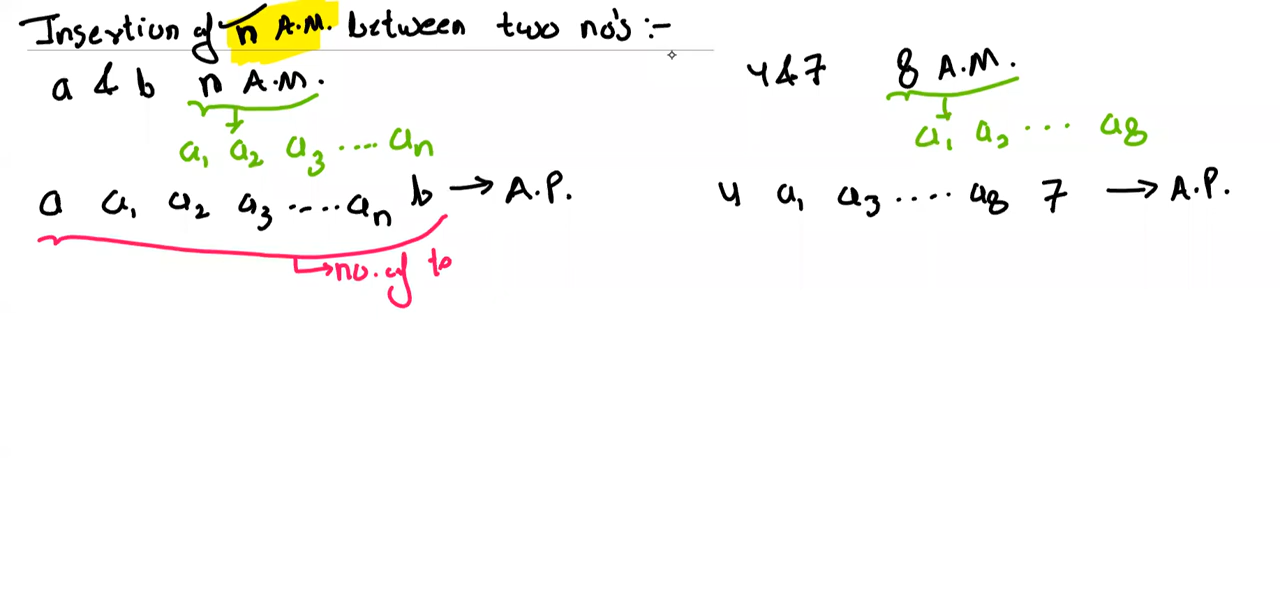 Insertion of n A.M. between two no's :-
a & b n A.M.
a₁ a₂ a₃ .... aₙ
a a₁ a₂ a₃ ..... aₙ b → A.P.
→ no. of te
4 & 7 8 A.M.
a₁ a₂ ... a₈
4 a₁ a₃ .... a₈ 7 → A.P.